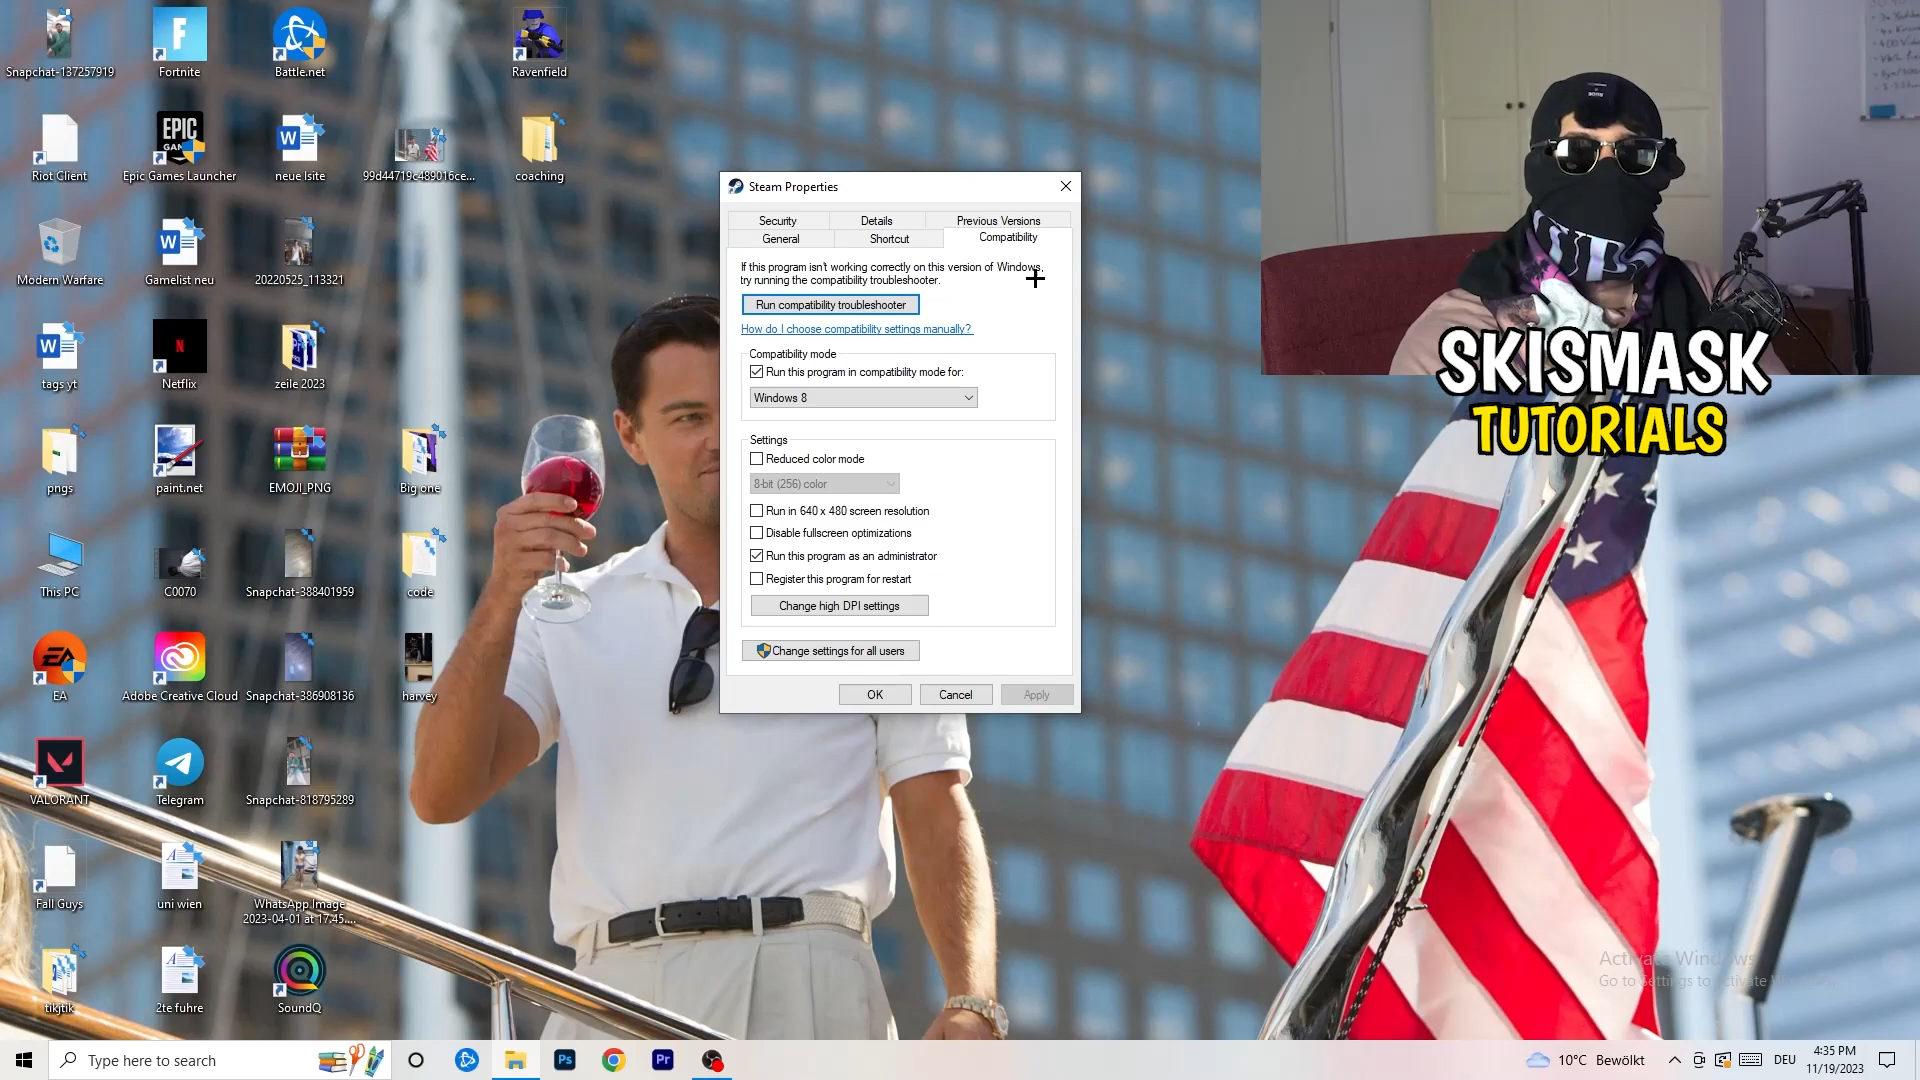 Snapchat-137257919
Fortnite
Battle.net
Ravenfield
Riot Client
EPIC
Epic Games Launcher
neue lsite
99d44719c489016ce...
coaching
Modern Warfare
Gamelist neu
20220525_113321
tags yt
Netflix
zeile 2023
pngs
paint.net
EMOJI_PNG
Big one
This PC
C0070
Snapchat-388401959
code
EA
Adobe Creative Cloud
Snapchat-386908136
harvey
VALORANT
Telegram
Snapchat-818795289
Fall Guys
uni wien
WhatsApp Image
2023-04-01 at 17.45....
tikjtik
2te fuhre
SoundQ
Steam Properties
Security
Details
Previous Versions
General
Shortcut
Compatibility
If this program isn't working correctly on this version of Windows,
try running the compatibility troubleshooter.
Run compatibility troubleshooter
How do I choose compatibility settings manually?
Compatibility mode
Run this program in compatibility mode for:
Windows 8
Settings
Reduced color mode
8-bit (256) color
Run in 640 x 480 screen resolution
Disable fullscreen optimizations
Run this program as an administrator
Register this program for restart
Change high DPI settings
Change settings for all users
OK
Cancel
Apply
SKISMASK
TUTORIALS
Activate Windows
Go to Settings to activate
Type here to search
Ps
Pr
10°C Bewölkt
DEU
4:35 PM
11/19/2023